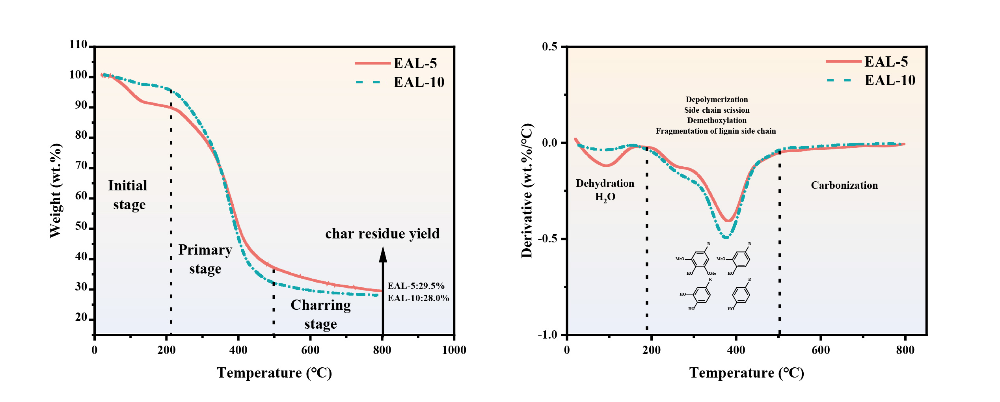 110
100
90
80
70
60
50
40
30
20
Weight (wt.%)
EAL-5
EAL-10
Initial
stage
Primary
stage
char residue yield
EAL-5:29.5%
EAL-10:28.0%
Charring
stage
0 200 400 600 800 1000
Temperature (℃)
0.5
0.0
-0.5
-1.0
Derivative (wt.%/℃)
EAL-5
EAL-10
Depolymerization
Side-chain scission
Demethoxylation
Fragmentation of lignin side chain
Dehydration
H₂O
Carbonization
R
MeO
HO
OMe
R
MeO
HO
R
HO
HO
R
HO
0 200 400 600 800
Temperature (℃)